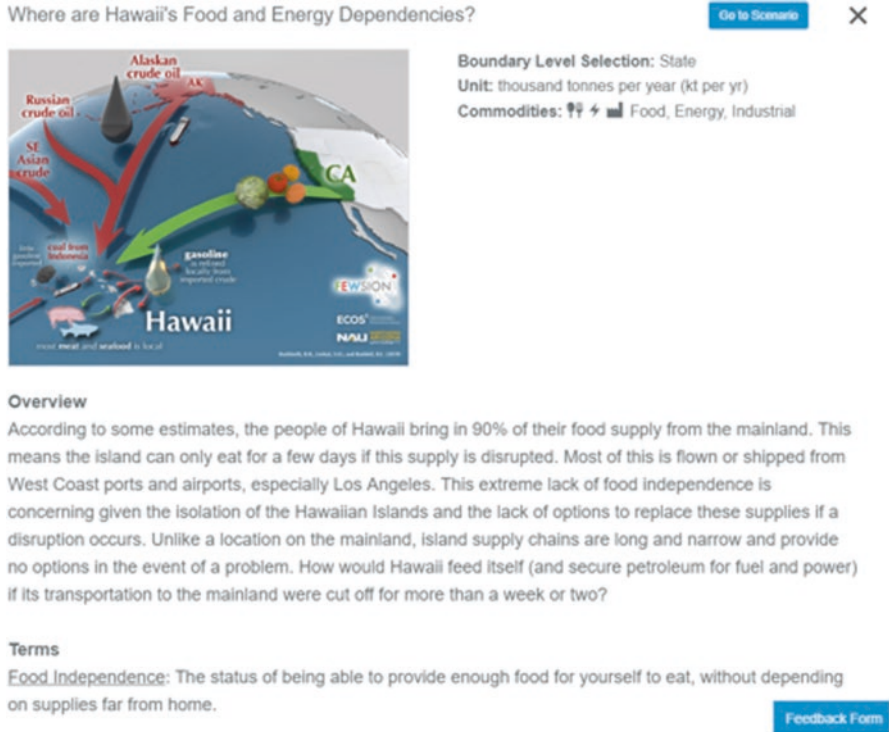 Where are Hawaii's Food and Energy Dependencies?
Go to Scenario
Boundary Level Selection: State
Unit: thousand tonnes per year (kt per yr)
Commodities: Food, Energy, Industrial
Alaskan
crude oil
AK
Russian
crude oil
SE
Asian
crude
CA
coal from
Indonesia
gasoline
is refined
locally from
imported crude
FEWSION
Hawaii
ECOS
NAU
most meat and seafood is local
Overview
According to some estimates, the people of Hawaii bring in 90% of their food supply from the mainland. This
means the island can only eat for a few days if this supply is disrupted. Most of this is flown or shipped from
West Coast ports and airports, especially Los Angeles. This extreme lack of food independence is
concerning given the isolation of the Hawaiian Islands and the lack of options to replace these supplies if a
disruption occurs. Unlike a location on the mainland, island supply chains are long and narrow and provide
no options in the event of a problem. How would Hawaii feed itself (and secure petroleum for fuel and power)
if its transportation to the mainland were cut off for more than a week or two?
Terms
Food Independence: The status of being able to provide enough food for yourself to eat, without depending
on supplies far from home.
Feedback Form